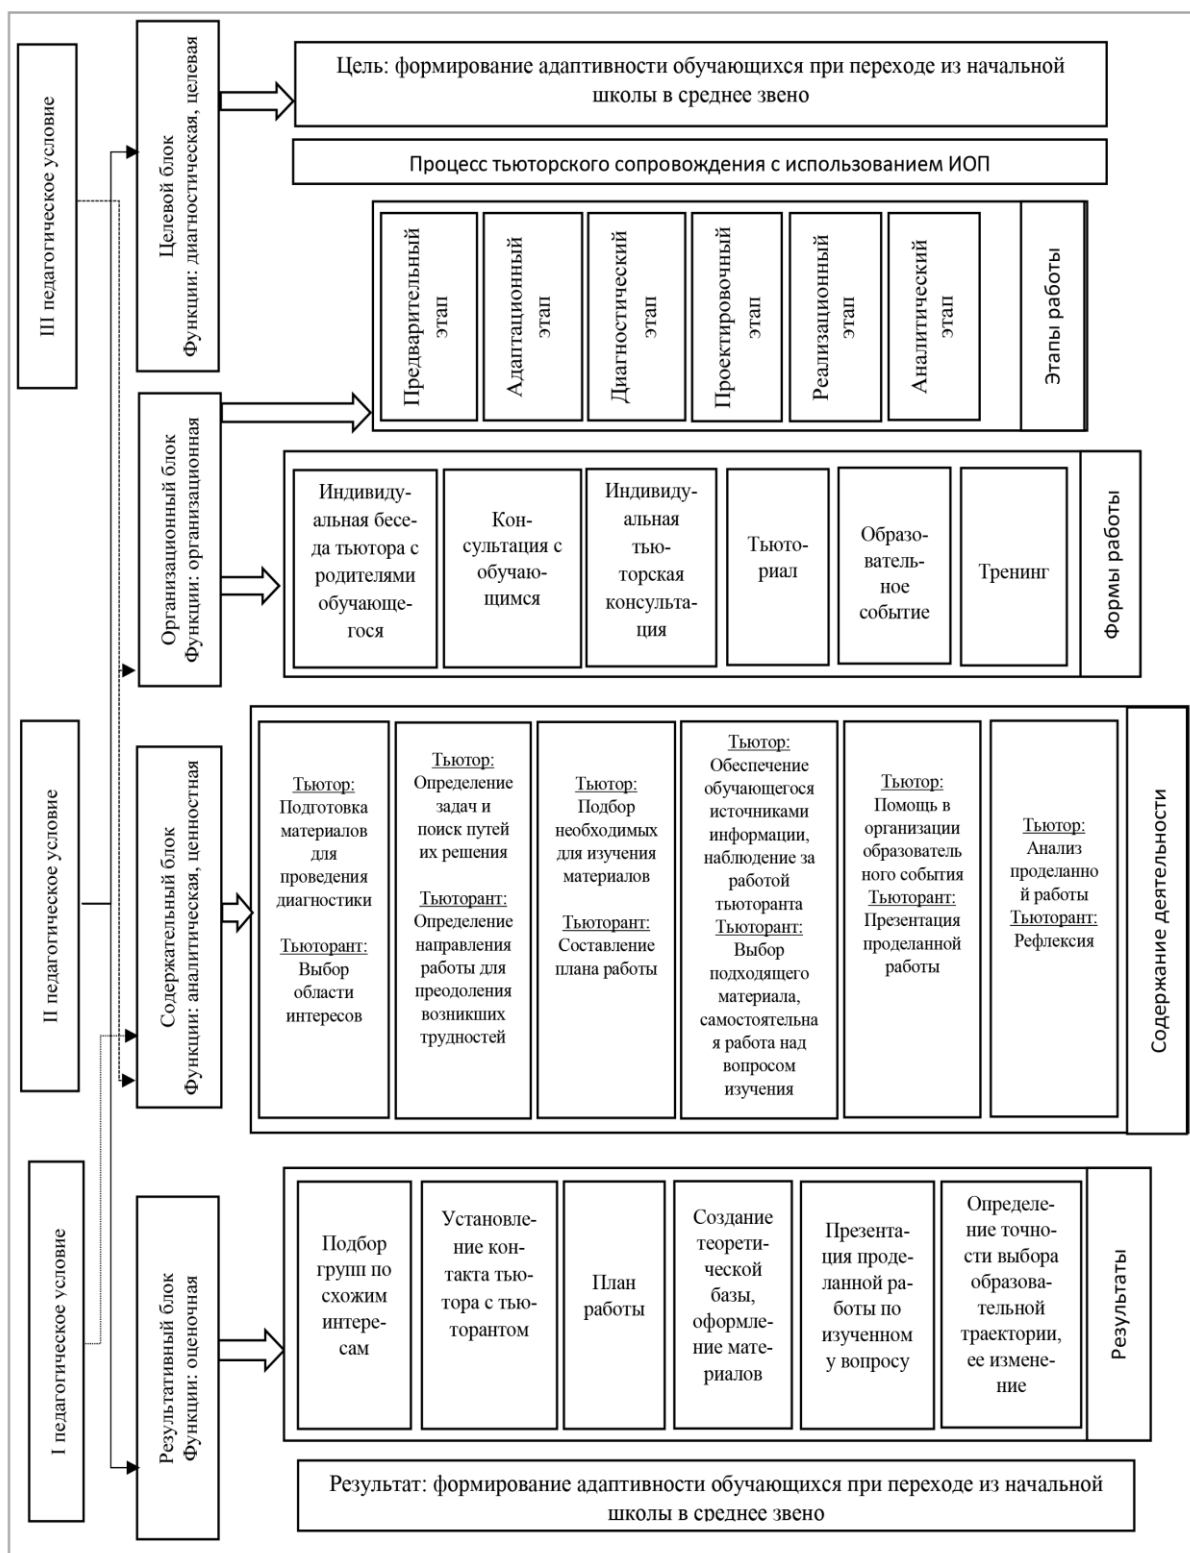 III педагогическое условие
II педагогическое условие
I педагогическое условие
Целевой блок
Функции: диагностическая, целевая
Цель: формирование адаптивности обучающихся при переходе из начальной
школы в среднее звено
Процесс тьюторского сопровождения с использованием ИОП
Организационный блок
Функции: организационная
Предварительный
этап
Адаптационный
этап
Диагностический
этап
Проектировочный
этап
Реализационный
этап
Аналитический
этап
Этапы работы
Индивиду-
альная бесе-
да тьютора с
родителями
обучающе-
гося
Кон-
сультация с
обучаю-
щимся
Индивиду-
альная
тью-
торская
консульта-
ция
Тьюто-
риал
Образо-
ватель-
ное
событие
Тренинг
Формы работы
Содержательный блок
Функции: аналитическая, ценностная
Тьютор:
Подготовка
материалов
для
проведения
диагностики
Тьюторант:
Выбор
области
интересов
Тьютор:
Определение
задач и
поиск путей
их решения
Тьюторант:
Определение
направления
работы для
преодоления
возникших
трудностей
Тьютор:
Подбор
необходимых
для изучения
материалов
Тьюторант:
Составление
плана работы
Тьютор:
Обеспечение
обучающегося
источниками
информации,
наблюдение за
работой
тьюторанта
Тьюторант:
Выбор
подходящего
материала,
самостоятельна
я работа над
вопросом
изучения
Тьютор:
Помощь в
организации
образователь
ного события
Тьюторант:
Презентация
проделанной
работы
Тьютор:
Анализ
проделанно
й работы
Тьюторант:
Рефлексия
Содержание деятельности
Результативный блок
Функции: оценочная
Подбор
групп по
схожим
интере-
сам
Установле-
ние кон-
такта тью-
тора с тью-
торантом
План
работы
Создание
теорети-
ческой
базы,
оформле-
ние мате-
риалов
Презента-
ция проде-
ланной ра-
боты по
изученном
у вопросу
Определе-
ние точно-
сти выбора
образова-
тельной
траектории,
ее измене-
ние
Результаты
Результат: формирование адаптивности обучающихся при переходе из начальной
школы в среднее звено